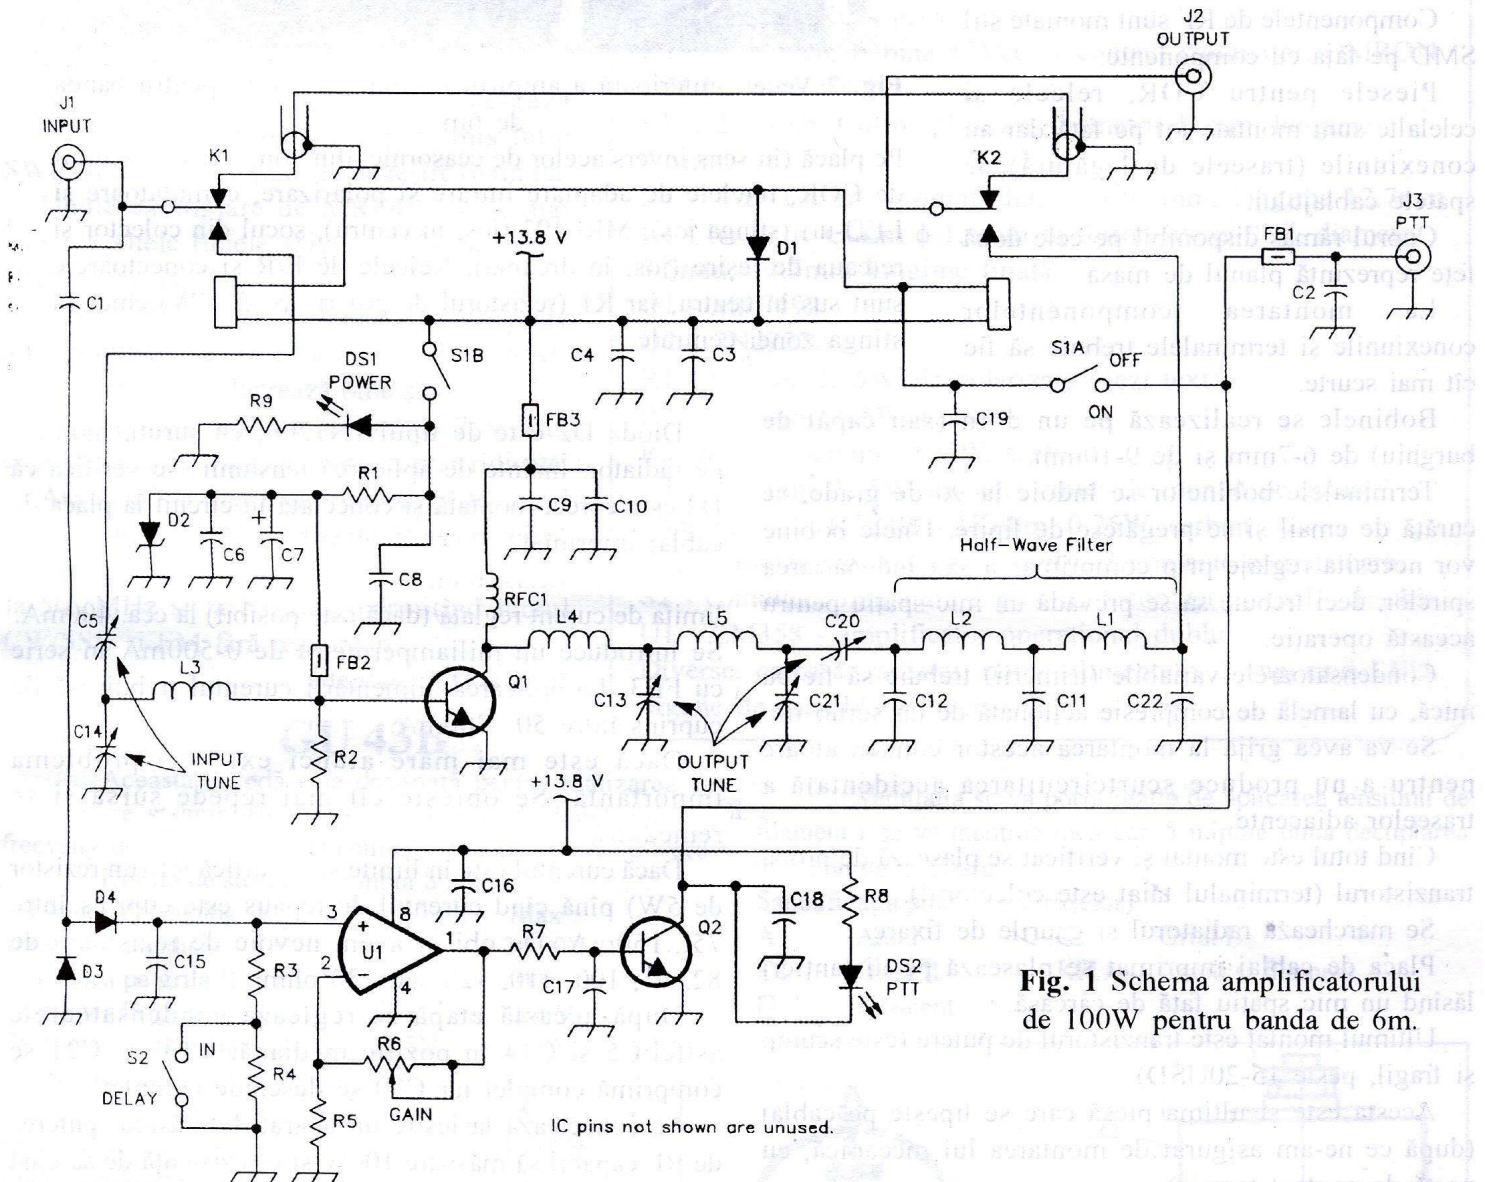 J2
OUTPUT
J1
INPUT
K1
K2
J3
PTT
+13.8 V
D1
FB1
C2
C1
DS1
POWER
S1B
C4
C3
S1A
OFF
ON
R9
FB3
C19
R1
D2
+
C6
C7
C9
C10
C8
Half-Wave Filter
RFC1
C5
L4
L5
C20
L2
L1
L3
FB2
Q1
C13
C21
C12
C11
C22
C14
INPUT
TUNE
R2
OUTPUT
TUNE
+13.8 V
C16
C18
R8
D4
3
+
8
1
R7
Q2
U1
2
4
D3
C15
R3
C17
DS2
PTT
Fig. 1 Schema amplificatorului
de 100W pentru banda de 6m.
S2
IN
DELAY
R4
R6
GAIN
R5
IC pins not shown are unused.